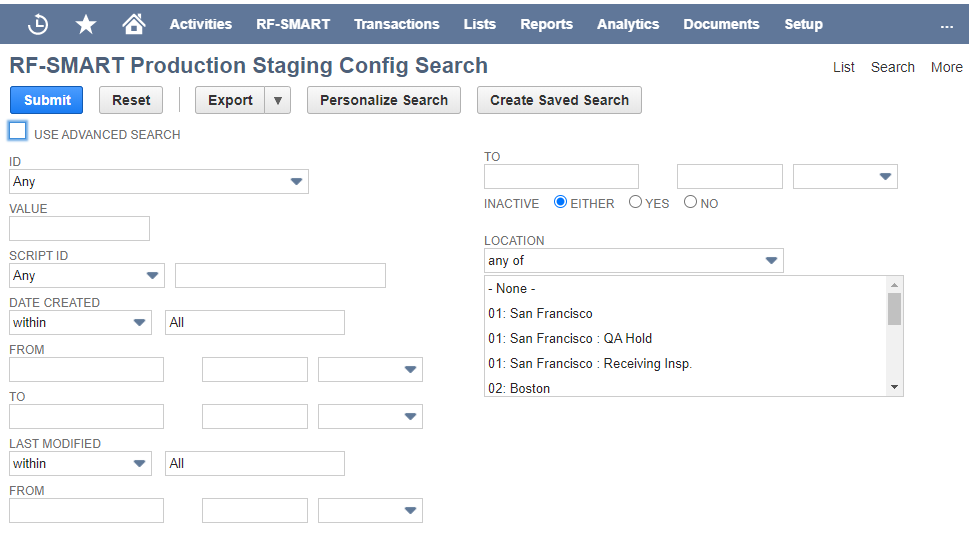 Activities RF-SMART Transactions Lists Reports Analytics Documents Setup ...
RF-SMART Production Staging Config Search
List Search More
Submit Reset Export Personalize Search Create Saved Search
USE ADVANCED SEARCH
ID
Any
VALUE
SCRIPT ID
Any
DATE CREATED
within All
FROM
TO
LAST MODIFIED
within All
FROM
TO
INACTIVE EITHER YES NO
LOCATION
any of
- None -
01: San Francisco
01: San Francisco : QA Hold
01: San Francisco : Receiving Insp.
02: Boston